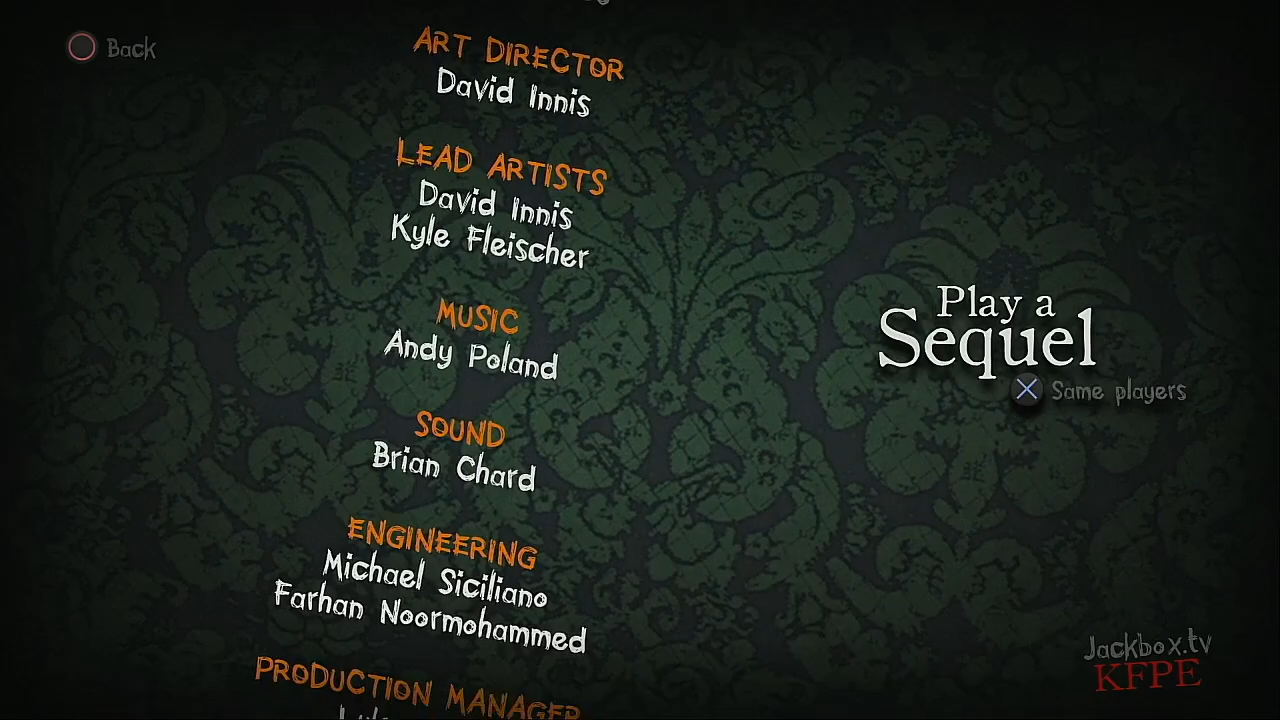 Back
ART DIRECTOR
David Innis
LEAD ARTISTS
David Innis
Kyle Fleischer
MUSIC
Andy Poland
SOUND
Brian Chard
ENGINEERING
Michael Siciliano
Farhan Noormohammed
PRODUCTION MANAGER
Play a
Sequel
Same players
Jackbox.tv
KFPE